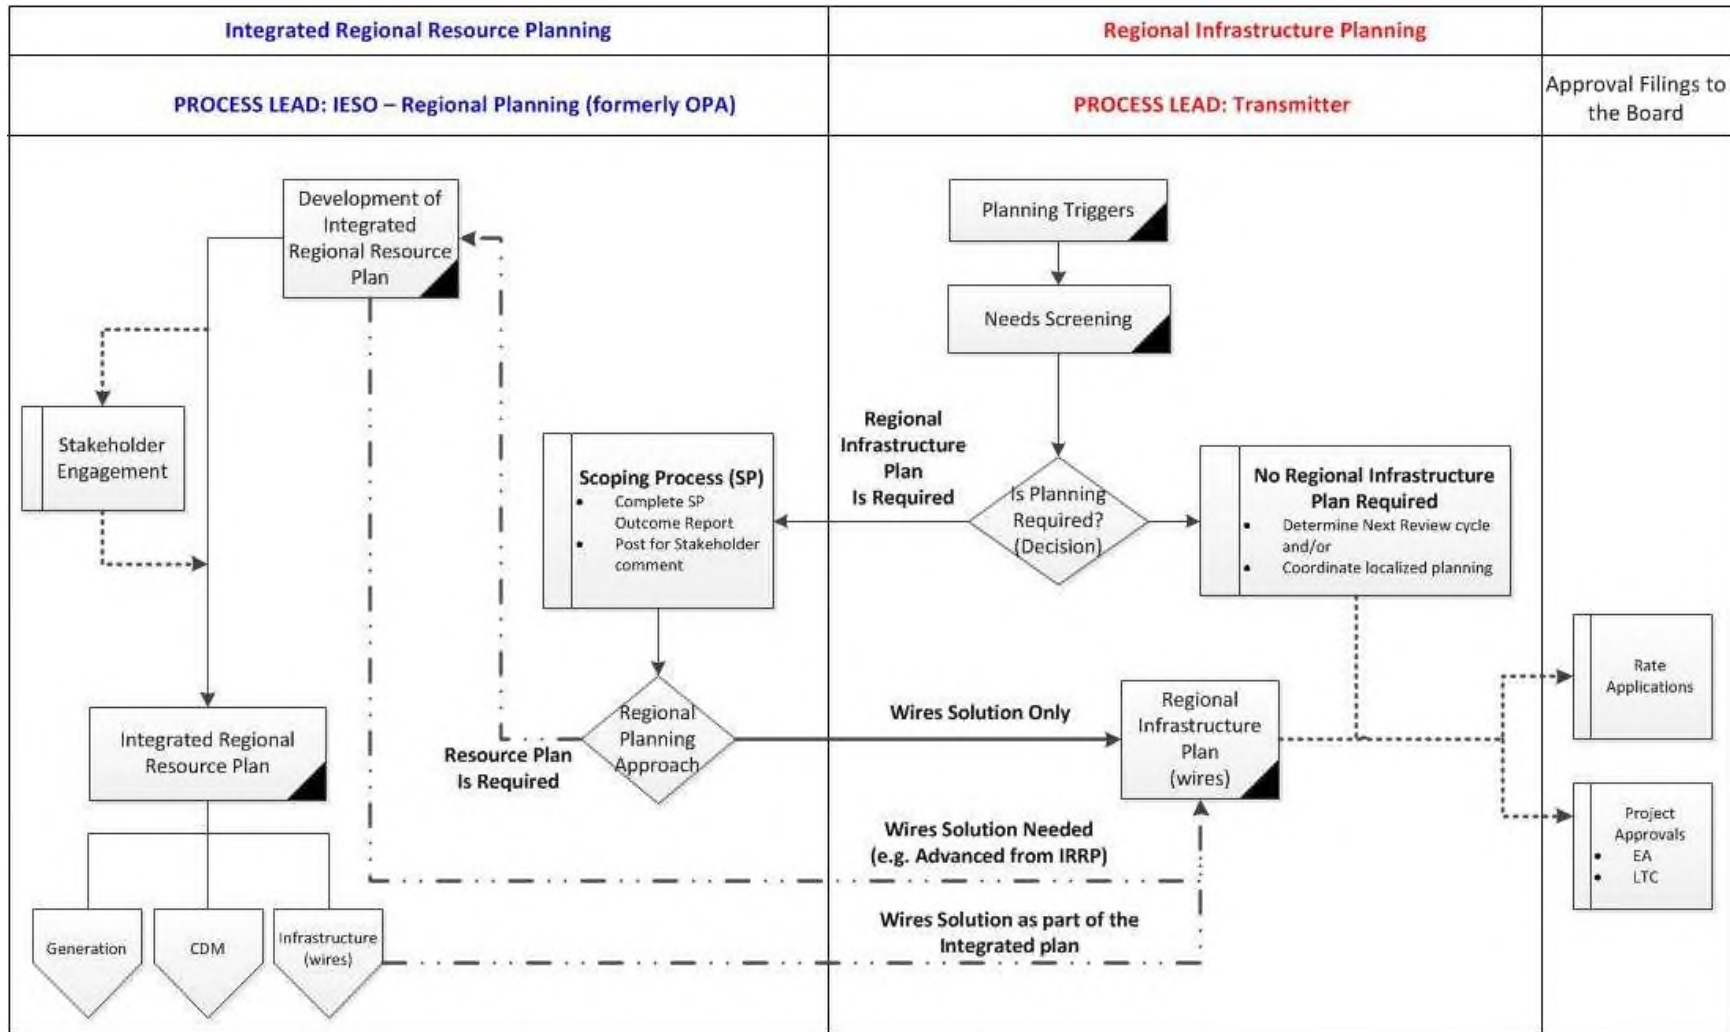 Integrated Regional Resource Planning
Regional Infrastructure Planning
PROCESS LEAD: IESO – Regional Planning (formerly OPA)
PROCESS LEAD: Transmitter
Approval Filings to
the Board
Development of
Integrated
Regional Resource
Plan
Planning Triggers
Needs Screening
Stakeholder
Engagement
Scoping Process (SP)
• Complete SP
Outcome Report
• Post for Stakeholder
comment
Regional
Infrastructure
Plan
Is Required
Is Planning
Required?
(Decision)
No Regional Infrastructure
Plan Required
• Determine Next Review cycle
and/or
• Coordinate localized planning
Rate
Applications
Integrated Regional
Resource Plan
Resource Plan
Is Required
Regional
Planning
Approach
Wires Solution Only
Regional
Infrastructure
Plan
(wires)
Project
Approvals
• EA
• LTC
Wires Solution Needed
(e.g. Advanced from IRRP)
Generation
CDM
Infrastructure
(wires)
Wires Solution as part of the
Integrated plan